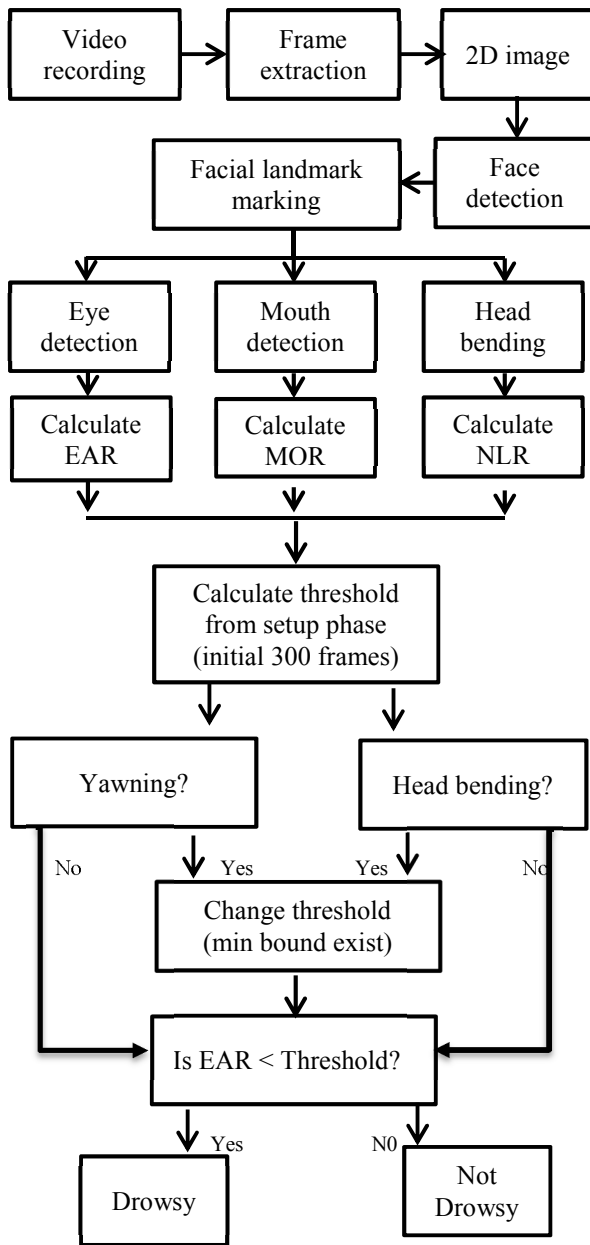 Video
recording
Frame
extraction
2D image
Face
detection
Facial landmark
marking
Eye
detection
Mouth
detection
Head
bending
Calculate
EAR
Calculate
MOR
Calculate
NLR
Calculate threshold
from setup phase
(initial 300 frames)
Yawning?
Head bending?
No
Yes
Yes
No
Change threshold
(min bound exist)
Is EAR < Threshold?
Yes
N0
Drowsy
Not
Drowsy